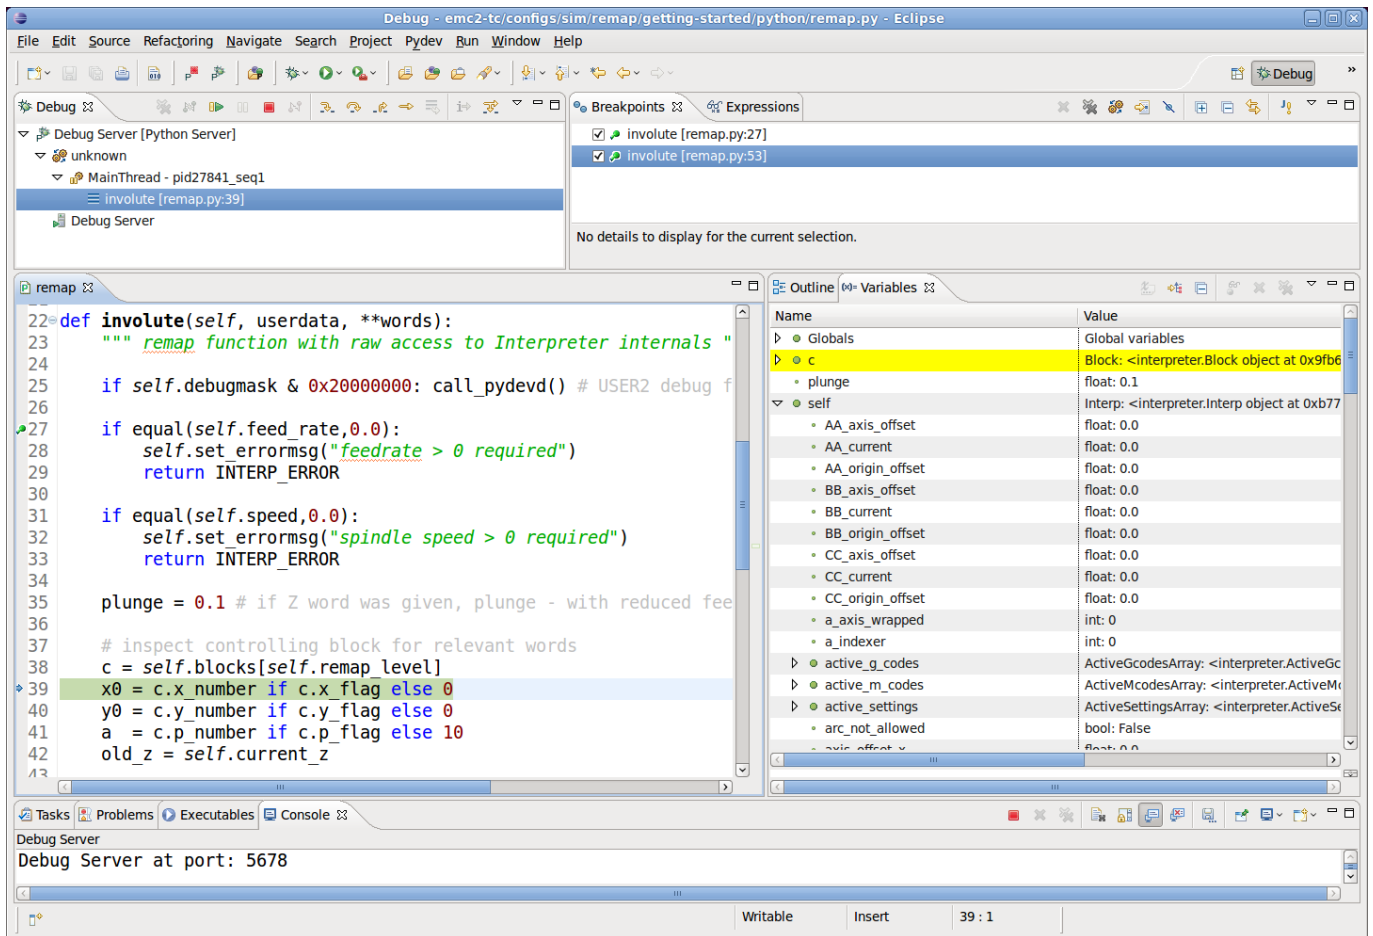 Debug - emc2-tc/configs/sim/remap/getting-started/python/remap.py - Eclipse
File Edit Source Refactoring Navigate Search Project Pydev Run Window Help
Debug »
Debug
Debug Server [Python Server]
unknown
MainThread - pid27841_seq1
involute [remap.py:39]
Debug Server
Breakpoints Expressions
involute [remap.py:27]
involute [remap.py:53]
No details to display for the current selection.
remap
22 def involute(self, userdata, **words):
23 """ remap function with raw access to Interpreter internals "
24
25 if self.debugmask & 0x20000000: call_pydevd() # USER2 debug f
26
27 if equal(self.feed_rate,0.0):
28 self.set_errormsg("feedrate > 0 required")
29 return INTERP_ERROR
30
31 if equal(self.speed,0.0):
32 self.set_errormsg("spindle speed > 0 required")
33 return INTERP_ERROR
34
35 plunge = 0.1 # if Z word was given, plunge - with reduced fee
36
37 # inspect controlling block for relevant words
38 c = self.blocks[self.remap_level]
39 x0 = c.x_number if c.x_flag else 0
40 y0 = c.y_number if c.y_flag else 0
41 a = c.p_number if c.p_flag else 10
42 old_z = self.current_z
43
Outline Variables
Name Value
Globals Global variables
c Block: <interpreter.Block object at 0x9fb6
plunge float: 0.1
self Interp: <interpreter.Interp object at 0xb77
AA_axis_offset float: 0.0
AA_current float: 0.0
AA_origin_offset float: 0.0
BB_axis_offset float: 0.0
BB_current float: 0.0
BB_origin_offset float: 0.0
CC_axis_offset float: 0.0
CC_current float: 0.0
CC_origin_offset float: 0.0
a_axis_wrapped int: 0
a_indexer int: 0
active_g_codes ActiveGcodesArray: <interpreter.ActiveGc
active_m_codes ActiveMcodesArray: <interpreter.ActiveMc
active_settings ActiveSettingsArray: <interpreter.ActiveSe
arc_not_allowed bool: False
axis_offset_x float: 0.0
Tasks Problems Executables Console
Debug Server
Debug Server at port: 5678
Writable Insert 39 : 1